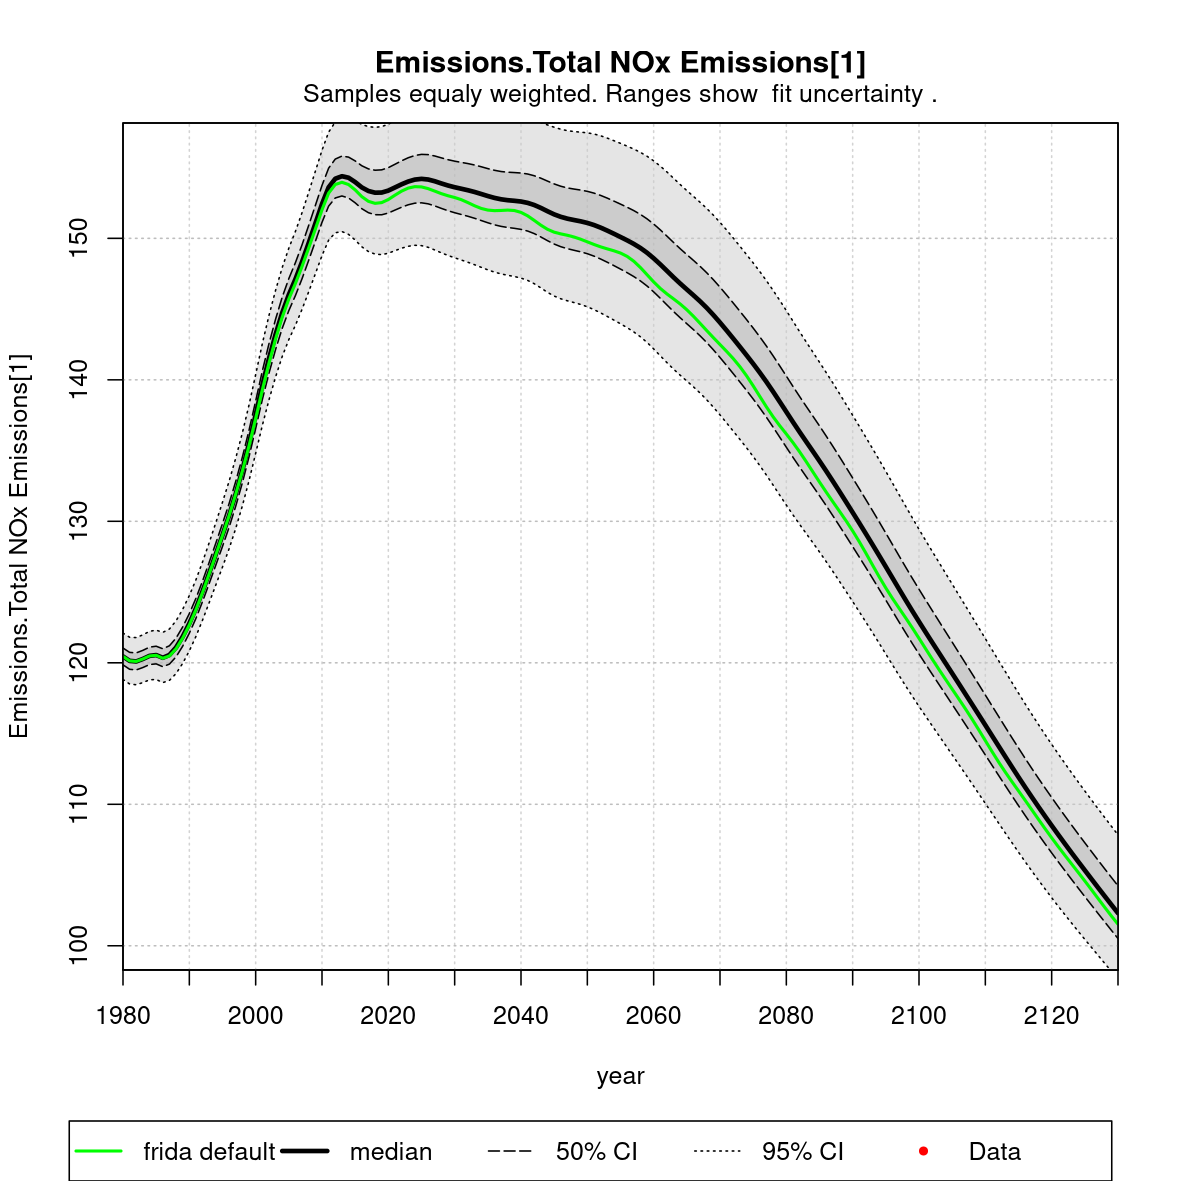 Emissions.Total NOx Emissions[1]
Samples equaly weighted. Ranges show  fit uncertainty .
Emissions.Total NOx Emissions[1]
150
140
130
120
110
100
1980 2000 2020 2040 2060 2080 2100 2120
year
frida default median 50% CI 95% CI Data